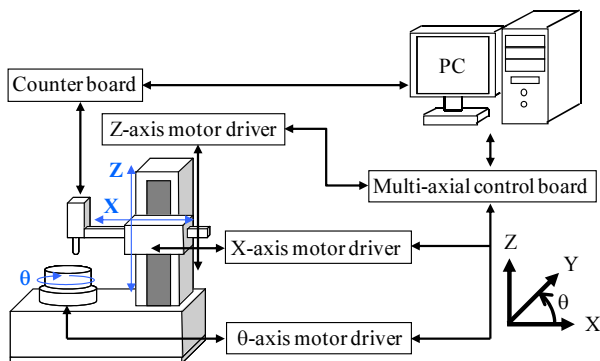 PC
Counter board
Z-axis motor driver
Z
Multi-axial control board
X
X-axis motor driver
Z
Y
θ
θ
X
θ-axis motor driver